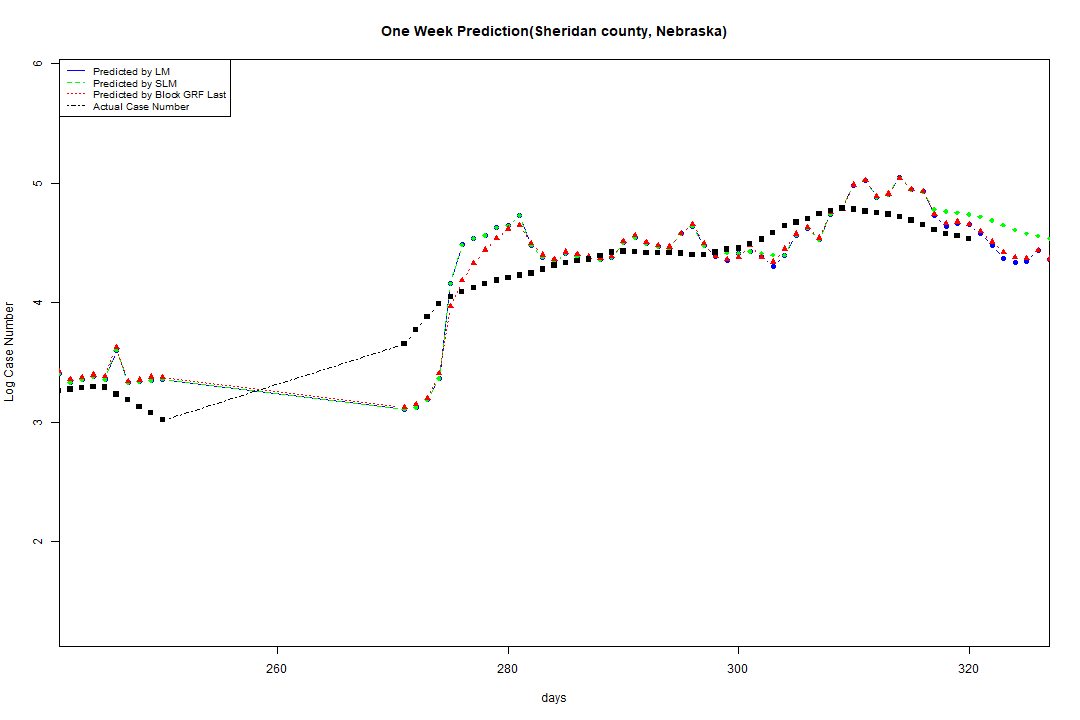 One Week Prediction(Sheridan county, Nebraska)
Predicted by LM
Predicted by SLM
Predicted by Block GRF Last
Actual Case Number
6
5
4
3
2
Log Case Number
260
280
300
320
days